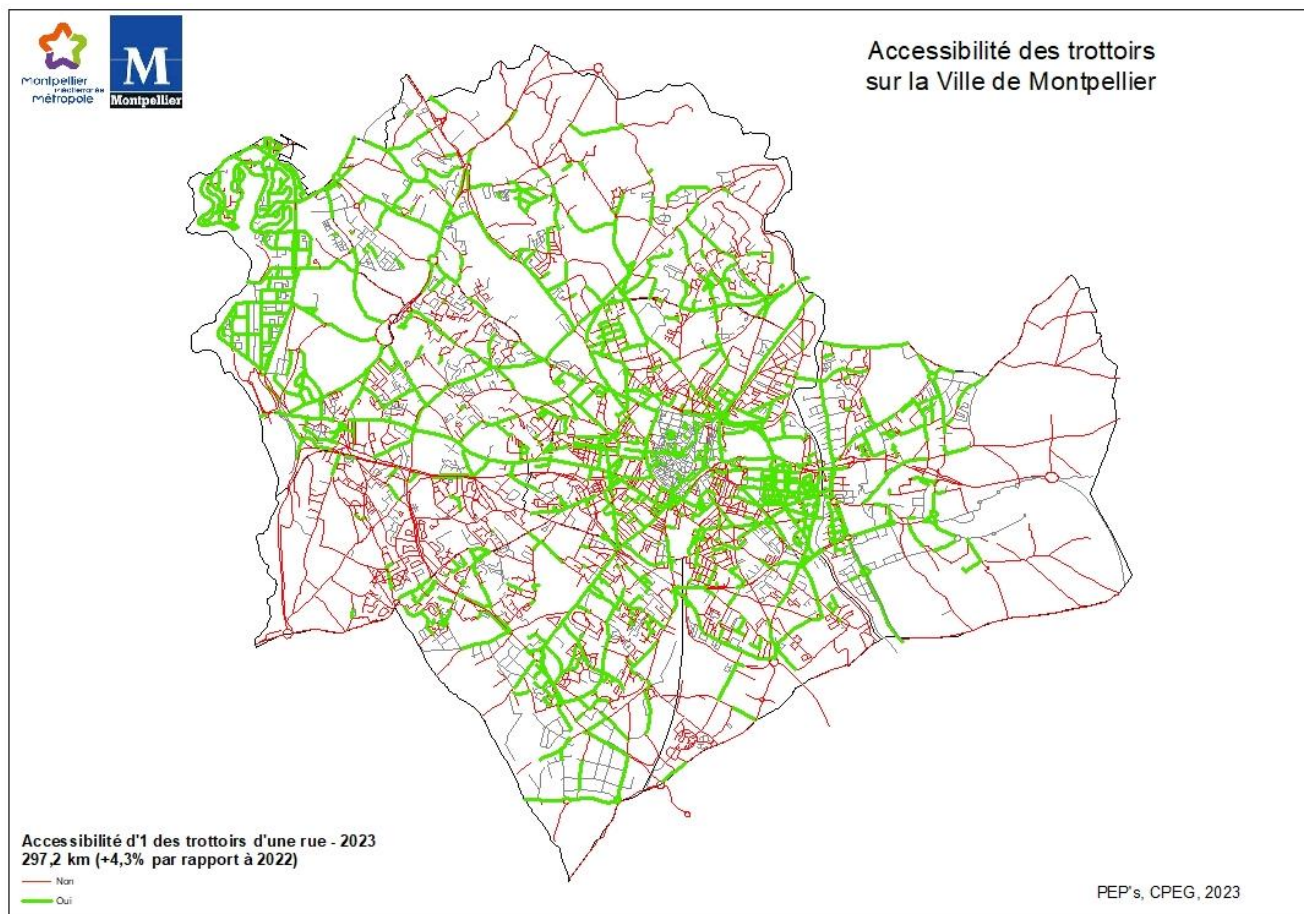 montpellier
méditerranée
métropole
M
Montpellier
Accessibilité des trottoirs
sur la Ville de Montpellier
Accessibilité d'1 des trottoirs d'une rue - 2023
297,2 km (+4,3% par rapport à 2022)
Non
Oui
PEP's, CPEG, 2023